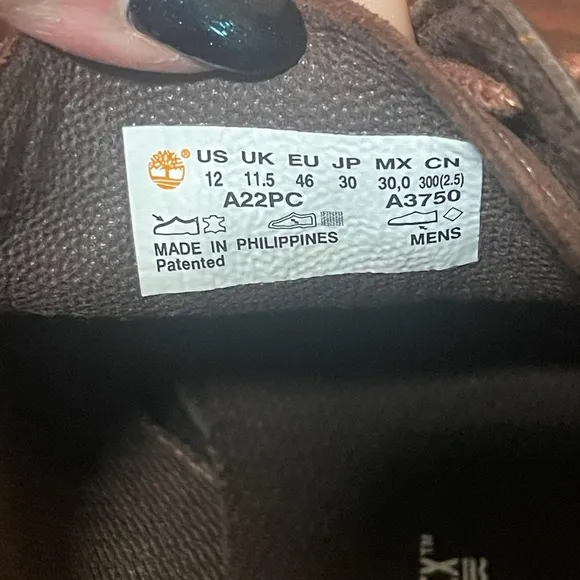 US UK EU JP MX CN
12 11.5 46 30 30,0 300(2.5)
A22PC A3750
MADE IN PHILIPPINES MENS
Patented
X™